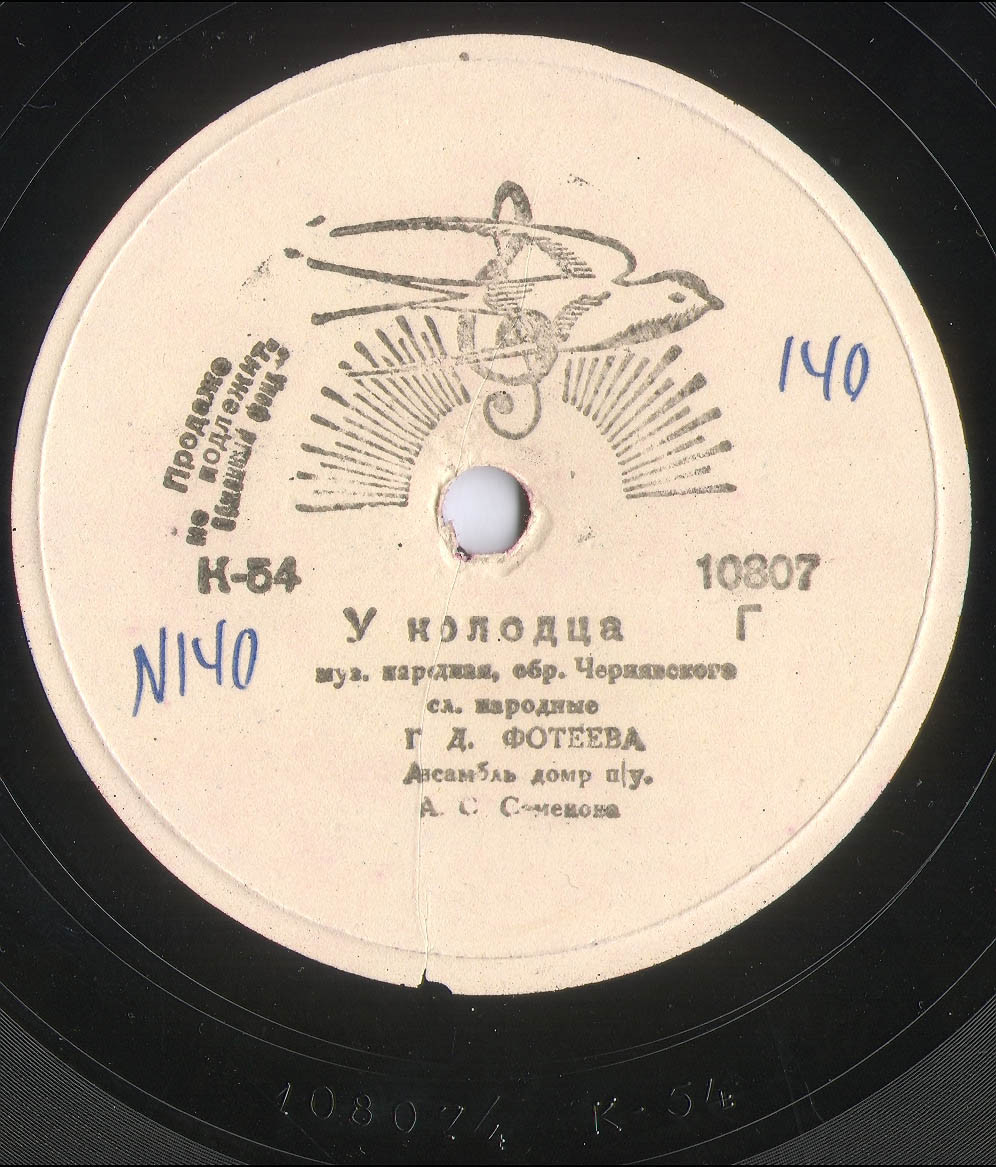 Продаже
не подлежит
Обменный фонд
140
К-54
10807
Г
У колодца
N140
муз. народная, обр. Чернявского
сл. народные
Г Д. ФОТЕЕВА
Ансамбль домр п/у.
А. С. Семенова
10807/4 К-54